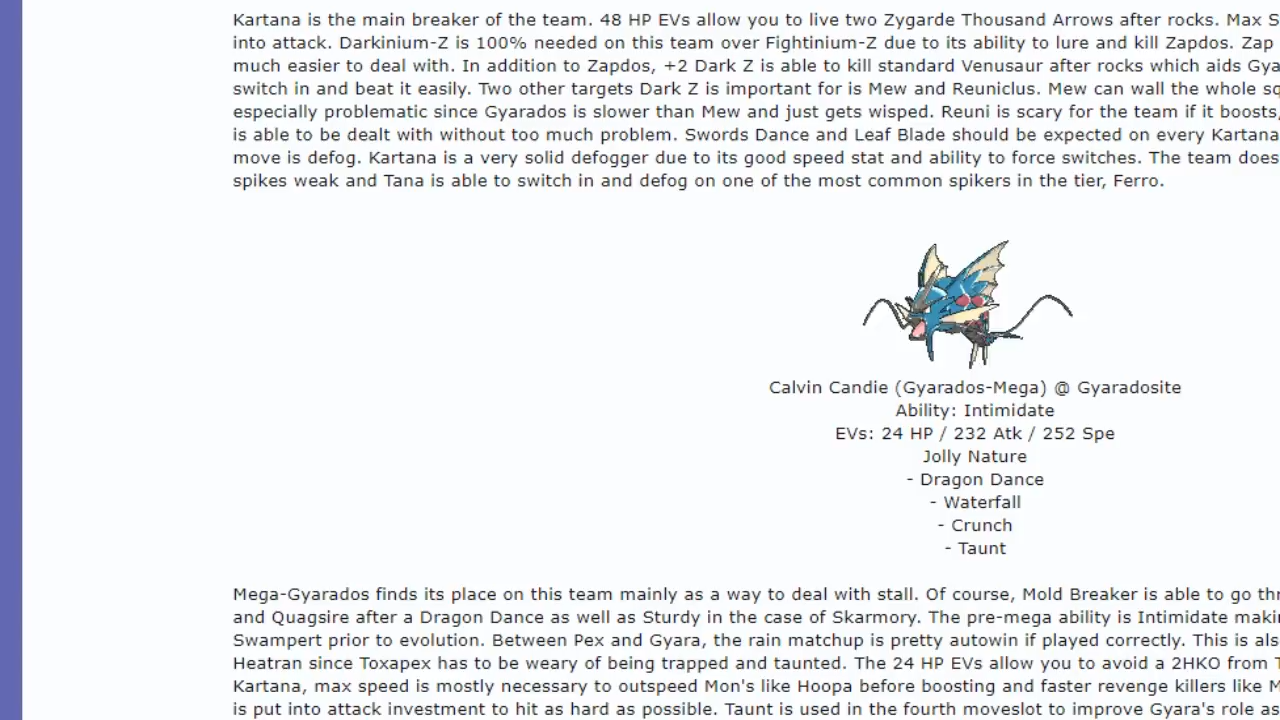 Kartana is the main breaker of the team. 48 HP EVs allow you to live two Zygarde Thousand Arrows after rocks. Max S
into attack. Darkinium-Z is 100% needed on this team over Fightinium-Z due to its ability to lure and kill Zapdos. Zap
much easier to deal with. In addition to Zapdos, +2 Dark Z is able to kill standard Venusaur after rocks which aids Gya
switch in and beat it easily. Two other targets Dark Z is important for is Mew and Reuniclus. Mew can wall the whole sq
especially problematic since Gyarados is slower than Mew and just gets wisped. Reuni is scary for the team if it boosts,
is able to be dealt with without too much problem. Swords Dance and Leaf Blade should be expected on every Kartana
move is defog. Kartana is a very solid defogger due to its good speed stat and ability to force switches. The team does
spikes weak and Tana is able to switch in and defog on one of the most common spikers in the tier, Ferro.
Calvin Candie (Gyarados-Mega) @ Gyaradosite
Ability: Intimidate
EVs: 24 HP / 232 Atk / 252 Spe
Jolly Nature
- Dragon Dance
- Waterfall
- Crunch
- Taunt
Mega-Gyarados finds its place on this team mainly as a way to deal with stall. Of course, Mold Breaker is able to go thr
and Quagsire after a Dragon Dance as well as Sturdy in the case of Skarmory. The pre-mega ability is Intimidate maki
Swampert prior to evolution. Between Pex and Gyara, the rain matchup is pretty autowin if played correctly. This is als
Heatran since Toxapex has to be weary of being trapped and taunted. The 24 HP EVs allow you to avoid a 2HKO from T
Kartana, max speed is mostly necessary to outspeed Mon's like Hoopa before boosting and faster revenge killers like M
is put into attack investment to hit as hard as possible. Taunt is used in the fourth moveslot to improve Gyara's role as